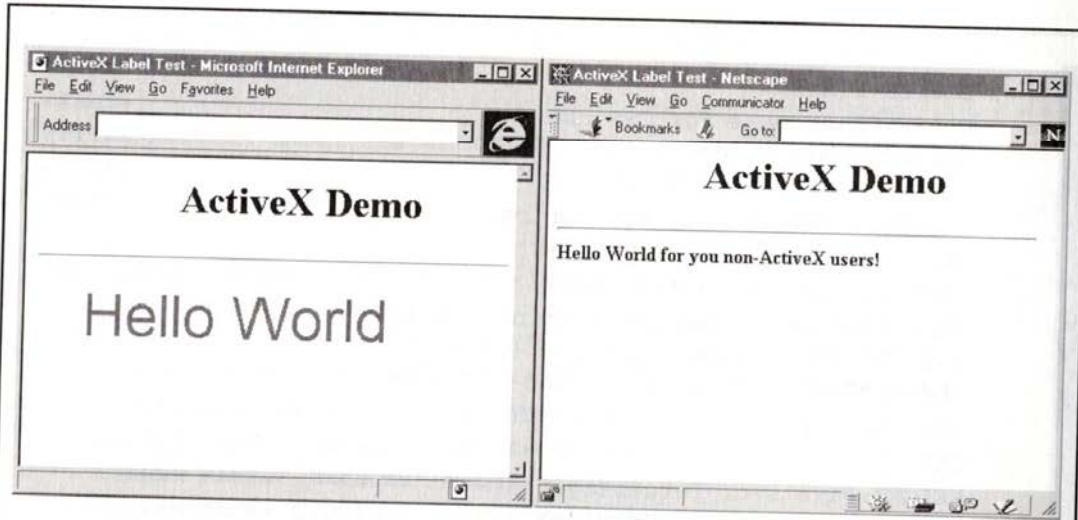 ActiveX Label Test - Microsoft Internet Explorer
File Edit View Go Favorites Help
Address
ActiveX Demo
Hello World
ActiveX Label Test - Netscape
File Edit View Go Communicator Help
Bookmarks Go to:
N
ActiveX Demo
Hello World for you non-ActiveX users!